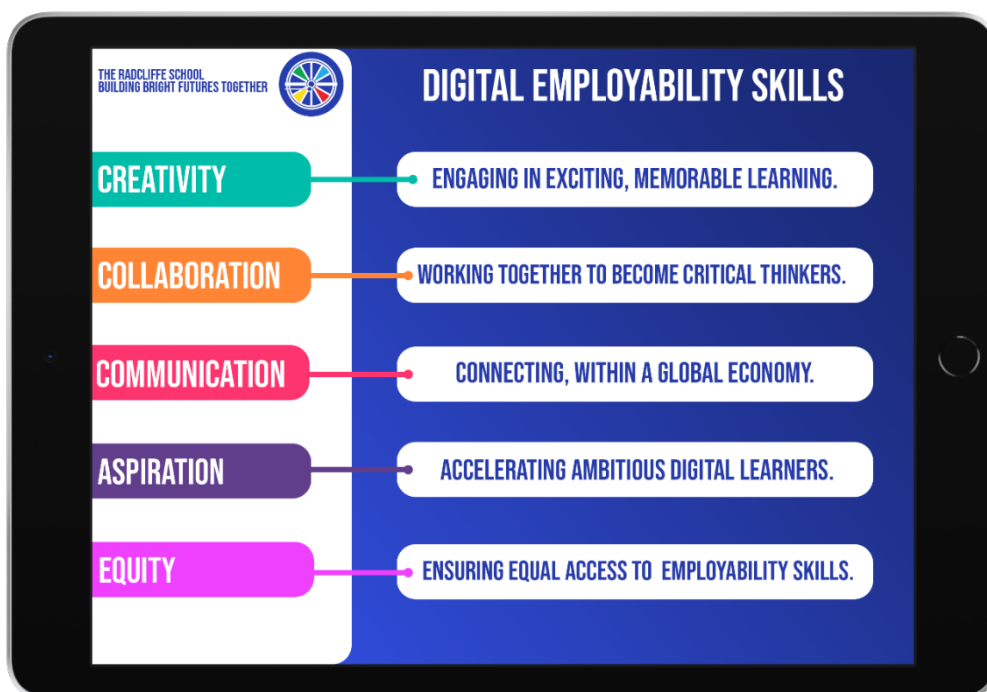 THE RADCLIFFE SCHOOL
BUILDING BRIGHT FUTURES TOGETHER
DIGITAL EMPLOYABILITY SKILLS
CREATIVITY
ENGAGING IN EXCITING, MEMORABLE LEARNING.
COLLABORATION
WORKING TOGETHER TO BECOME CRITICAL THINKERS.
COMMUNICATION
CONNECTING, WITHIN A GLOBAL ECONOMY.
ASPIRATION
ACCELERATING AMBITIOUS DIGITAL LEARNERS.
EQUITY
ENSURING EQUAL ACCESS TO EMPLOYABILITY SKILLS.